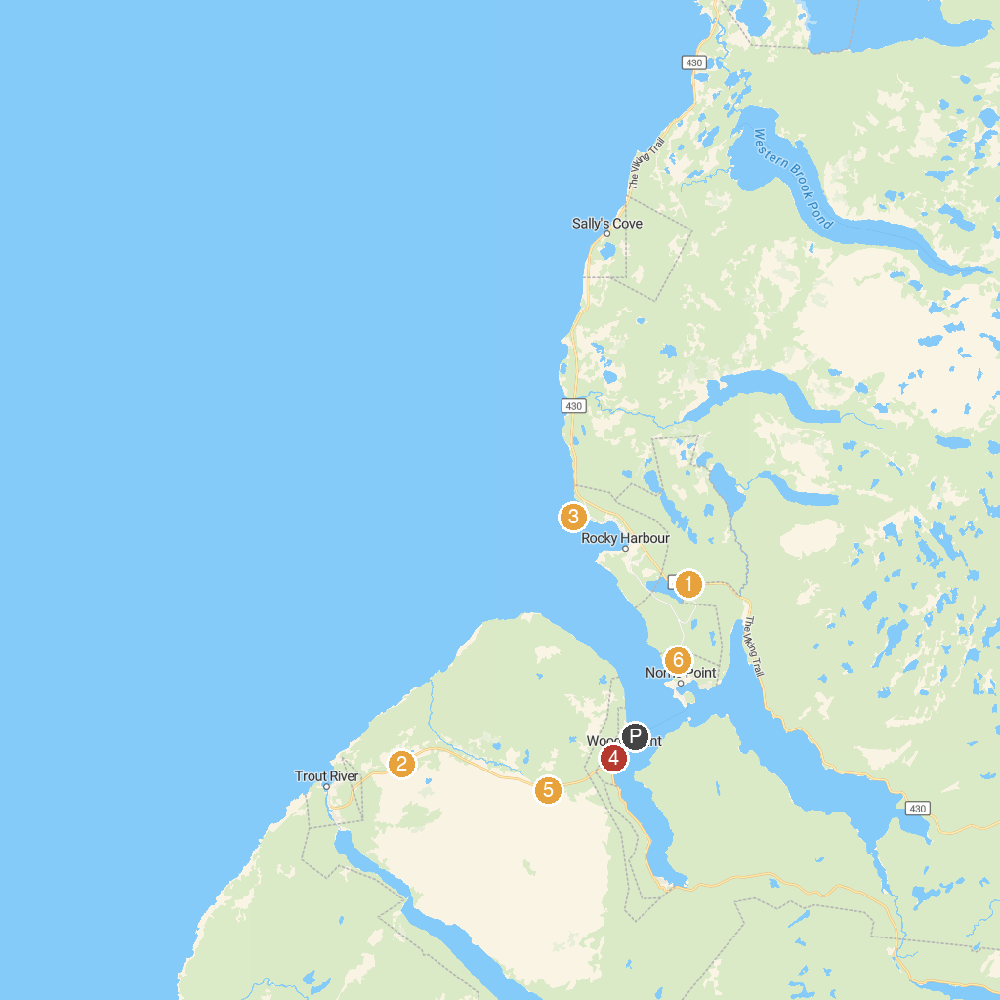 430
The Viking Trail
Western Brook Pond
Sally's Cove
430
3
Rocky Harbour
1
The Viking Trail
6
P
4
2
Trout River
5
430